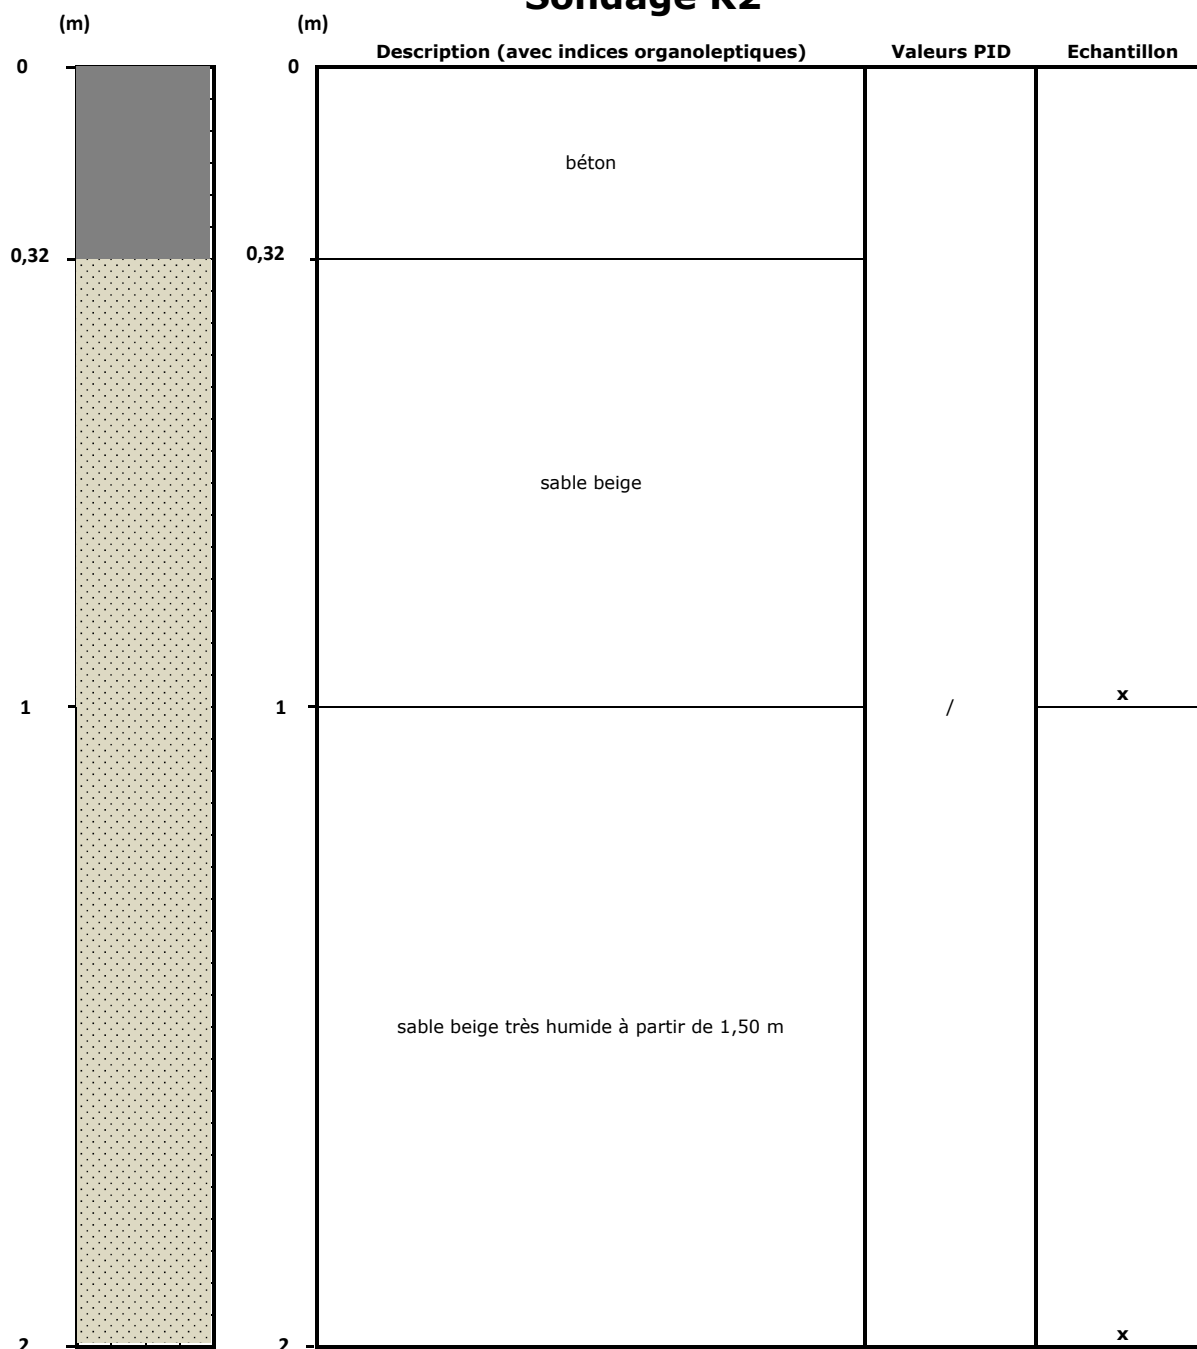 Sondage K2
(m) (m)
Description (avec indices organoleptiques) Valeurs PID Echantillon
0 0
béton
0,32 0,32
sable beige
x
1 1 /
sable beige très humide à partir de 1,50 m
x
2 2